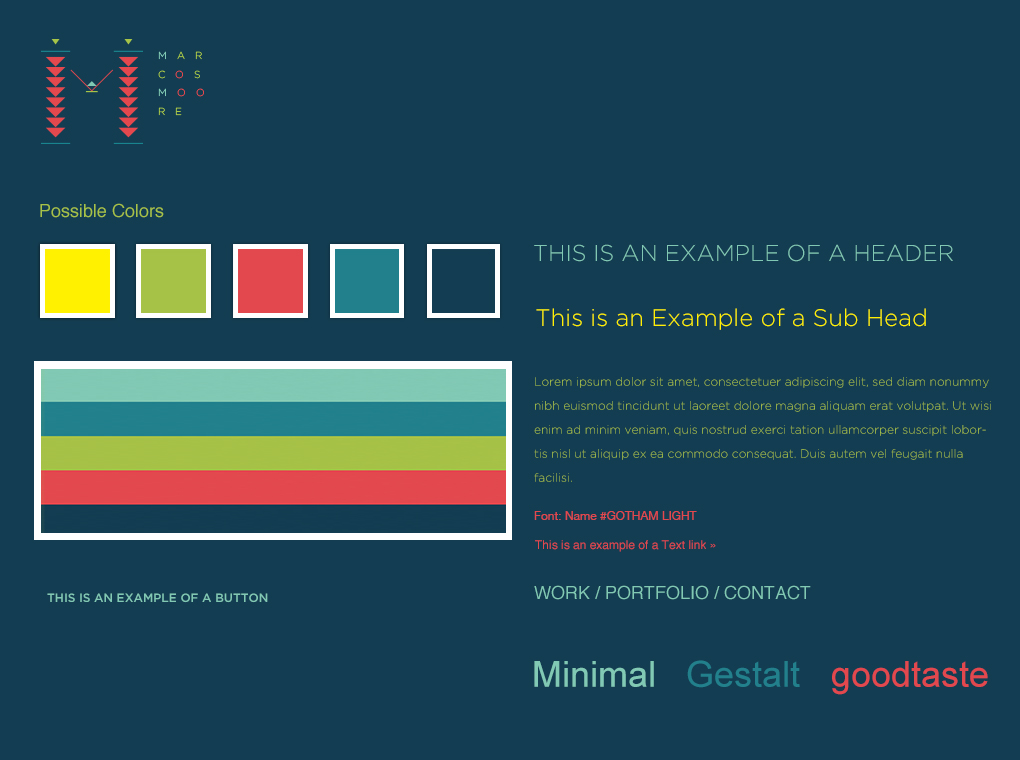 M A R
C O S
M O O
R E
Possible Colors
THIS IS AN EXAMPLE OF A HEADER
This is an Example of a Sub Head
Lorem ipsum dolor sit amet, consectetuer adipiscing elit, sed diam nonummy
nibh euismod tincidunt ut laoreet dolore magna aliquam erat volutpat. Ut wisi
enim ad minim veniam, quis nostrud exerci tation ullamcorper suscipit lobor-
tis nisl ut aliquip ex ea commodo consequat. Duis autem vel feugait nulla
facilisi.
Font: Name #GOTHAM LIGHT
This is an example of a Text link »
THIS IS AN EXAMPLE OF A BUTTON
WORK / PORTFOLIO / CONTACT
Minimal Gestalt goodtaste